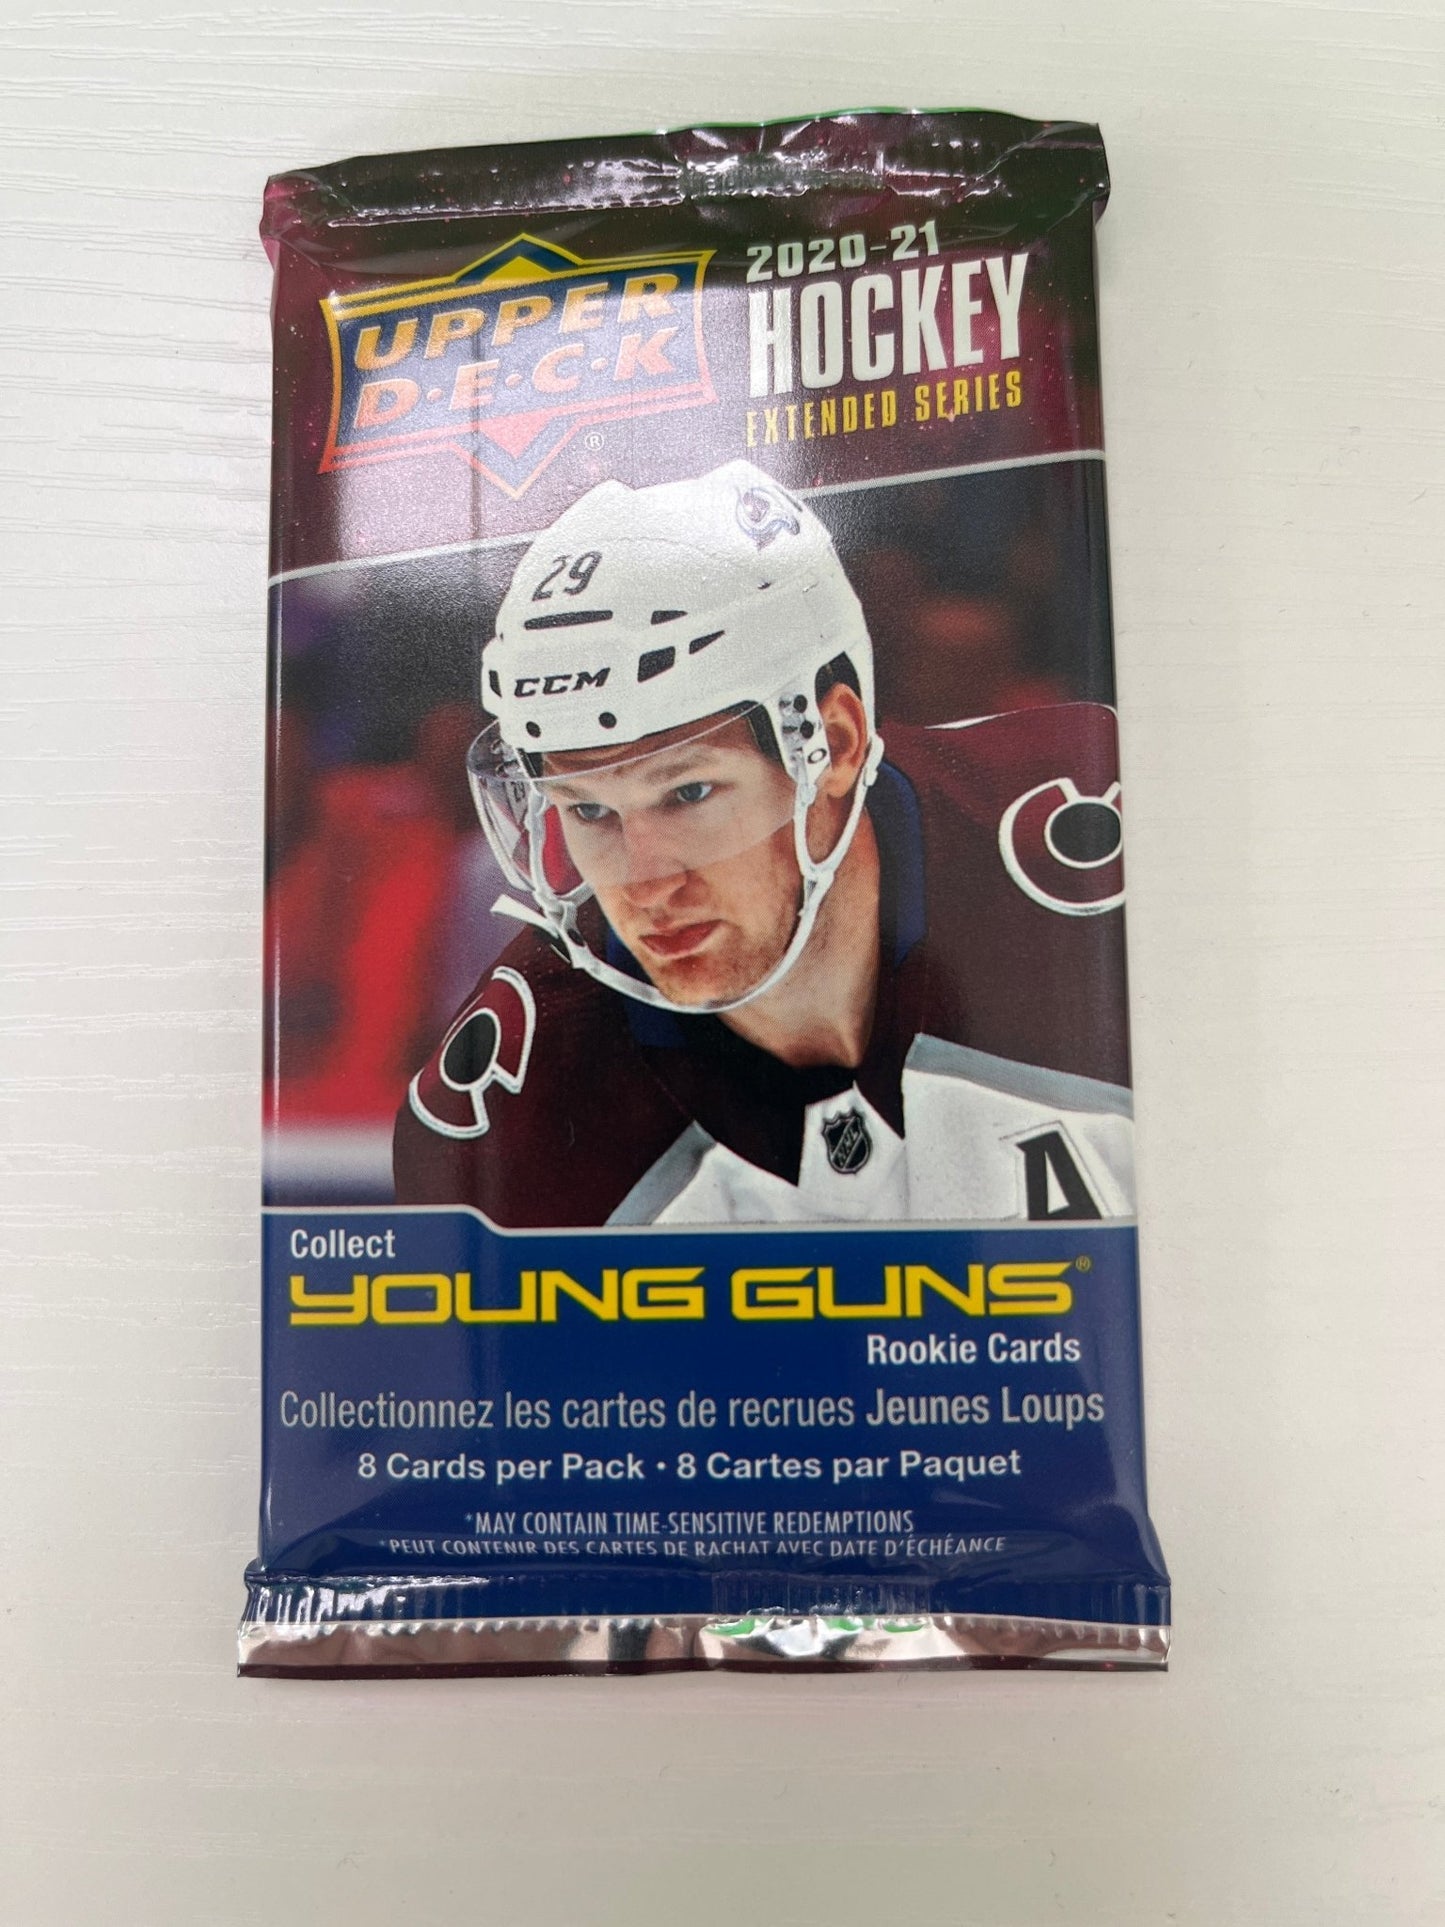 UPPER
D·E·C·K
®
2020-21
HOCKEY
EXTENDED SERIES
29
CCM
NHL
A
Collect
YOUNG GUNS®
Rookie Cards
Collectionnez les cartes de recrues Jeunes Loups
8 Cards per Pack • 8 Cartes par Paquet
*MAY CONTAIN TIME-SENSITIVE REDEMPTIONS
*PEUT CONTENIR DES CARTES DE RACHAT AVEC DATE D'ÉCHÉANCE